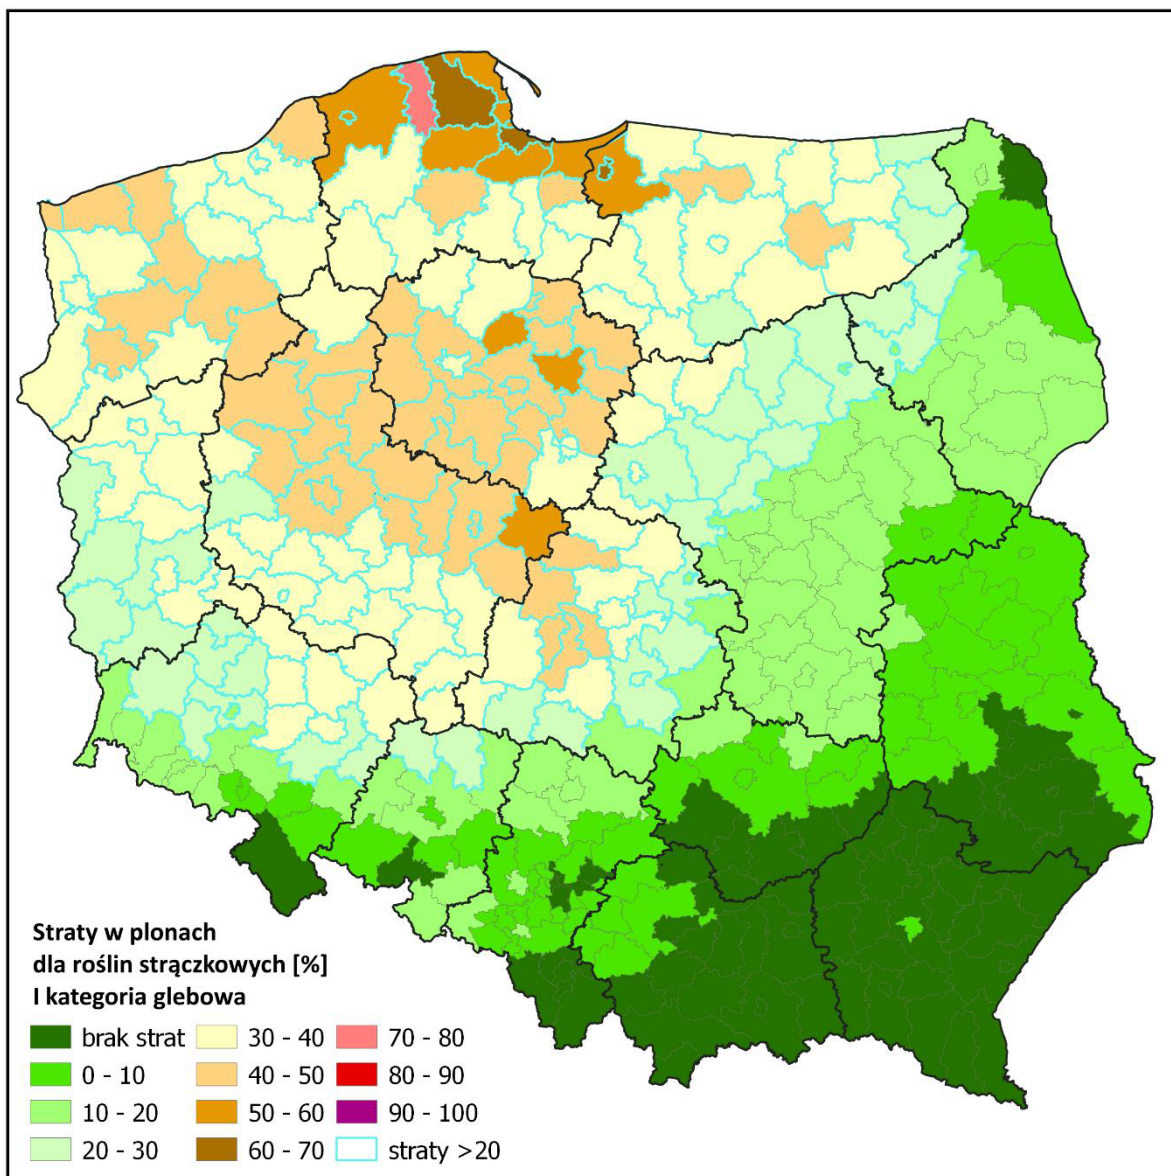 Straty w plonach
dla roślin strączkowych [%]
I kategoria glebowa
brak strat
0 - 10
10 - 20
20 - 30
30 - 40
40 - 50
50 - 60
60 - 70
70 - 80
80 - 90
90 - 100
straty >20